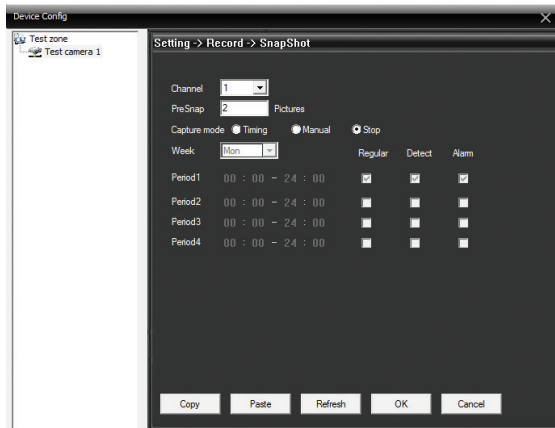 Device Config
Test zone
Test camera 1
Setting -> Record -> SnapShot
Channel 1
PreSnap 2 Pictures
Capture mode Timing Manual Stop
Week Mon Regular Detect Alarm
Period1 00 : 00 - 24 : 00
Period2 00 : 00 - 24 : 00
Period3 00 : 00 - 24 : 00
Period4 00 : 00 - 24 : 00
Copy Paste Refresh OK Cancel